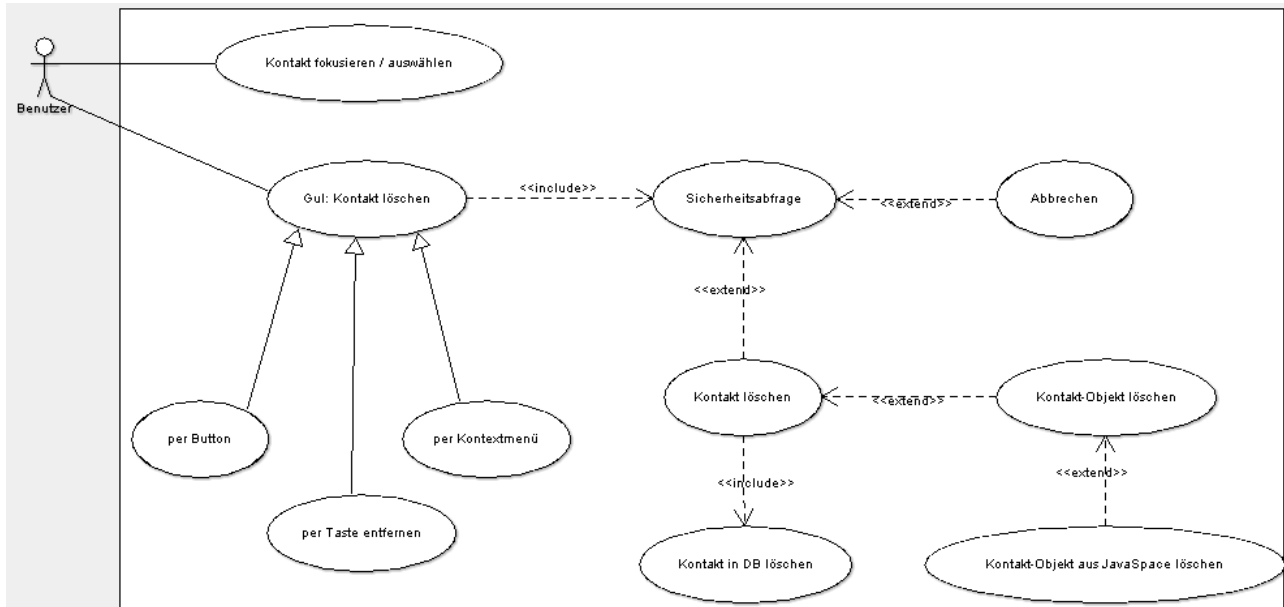 Kontakt fokusieren / auswählen
Benutzer
GuI: Kontakt löschen
<<include>>
Sicherheitsabfrage
<<extend>>
Abbrechen
<<extend>>
per Button
per Kontextmenü
Kontakt löschen
<<extend>>
Kontakt-Objekt löschen
<<include>>
<<extend>>
per Taste entfernen
Kontakt in DB löschen
Kontakt-Objekt aus JavaSpace löschen